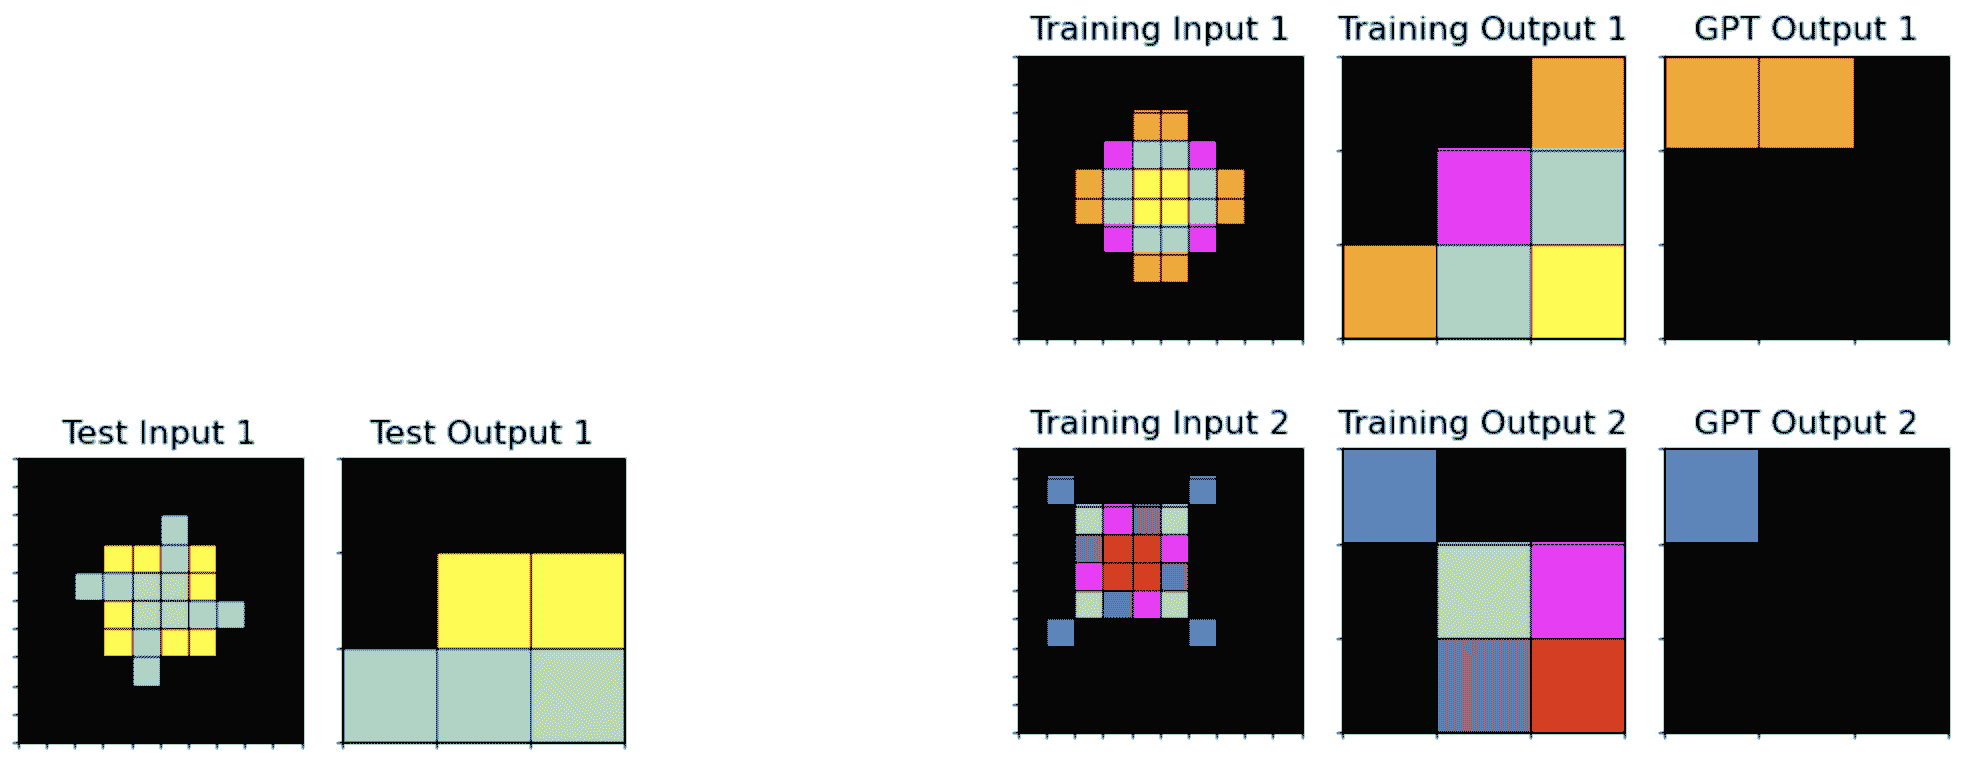 Training Input 1
Training Output 1
GPT Output 1
Test Input 1
Test Output 1
Training Input 2
Training Output 2
GPT Output 2